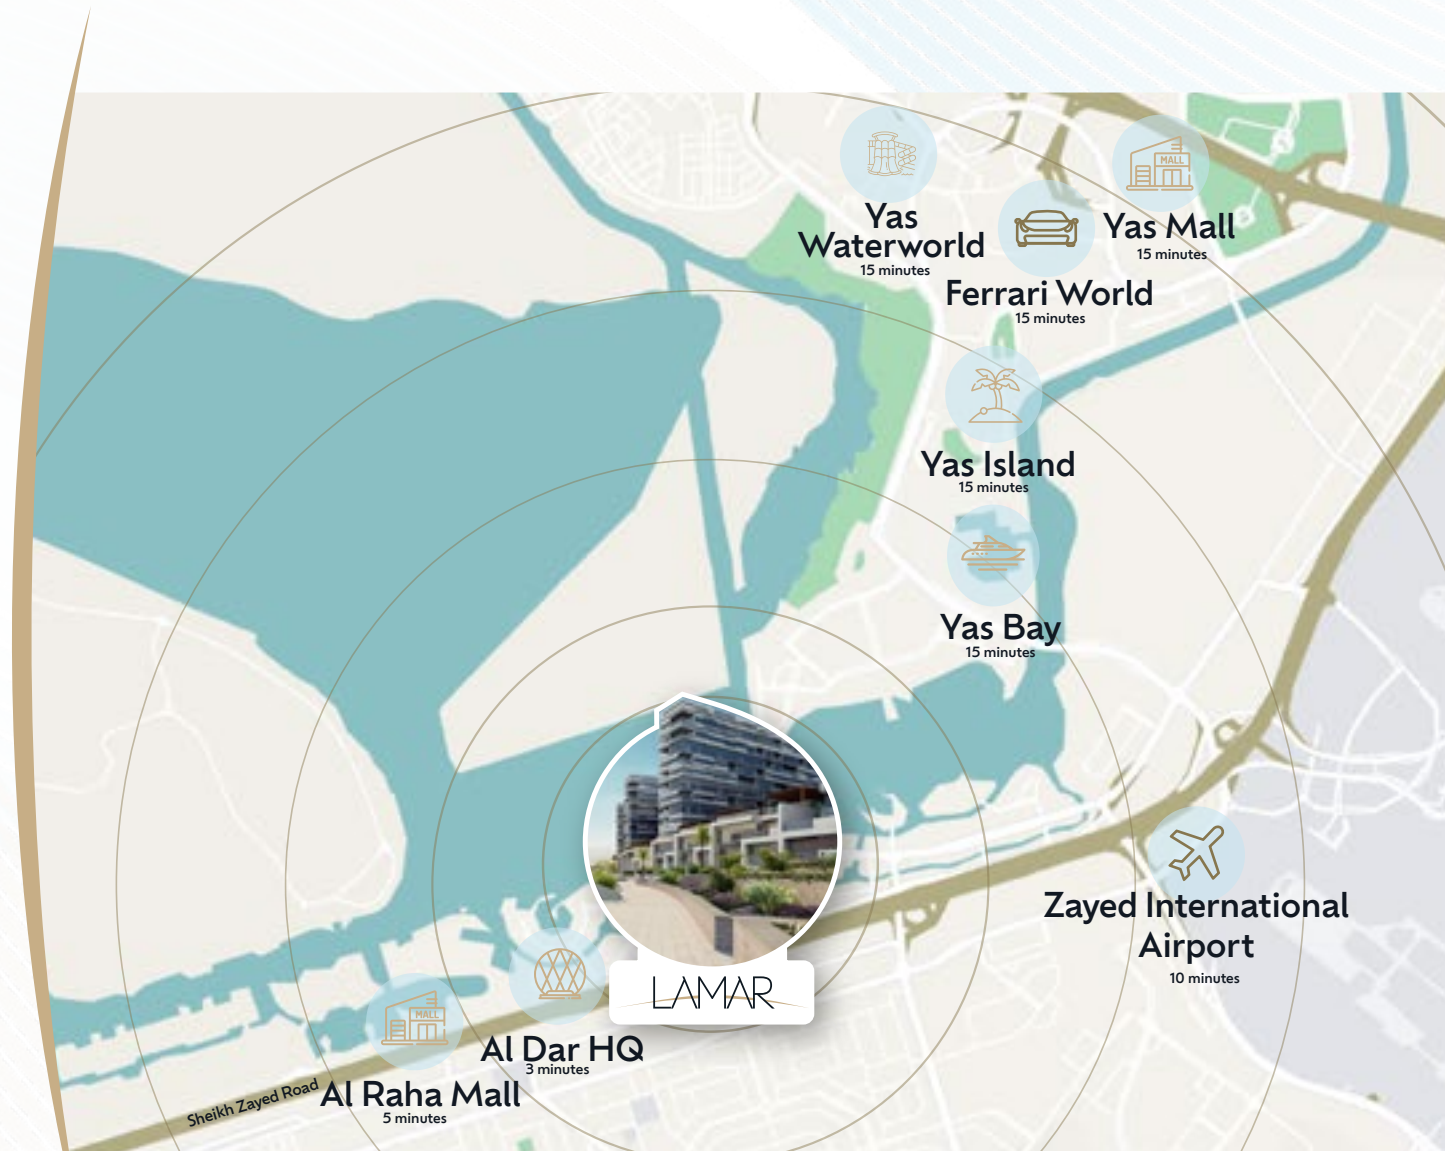 MALL
Yas
Waterworld
15 minutes
Yas Mall
15 minutes
Ferrari World
15 minutes
Yas Island
15 minutes
Yas Bay
15 minutes
Zayed International
Airport
10 minutes
LAMAR
Al Dar HQ
3 minutes
MALL
Al Raha Mall
5 minutes
Sheikh Zayed Road